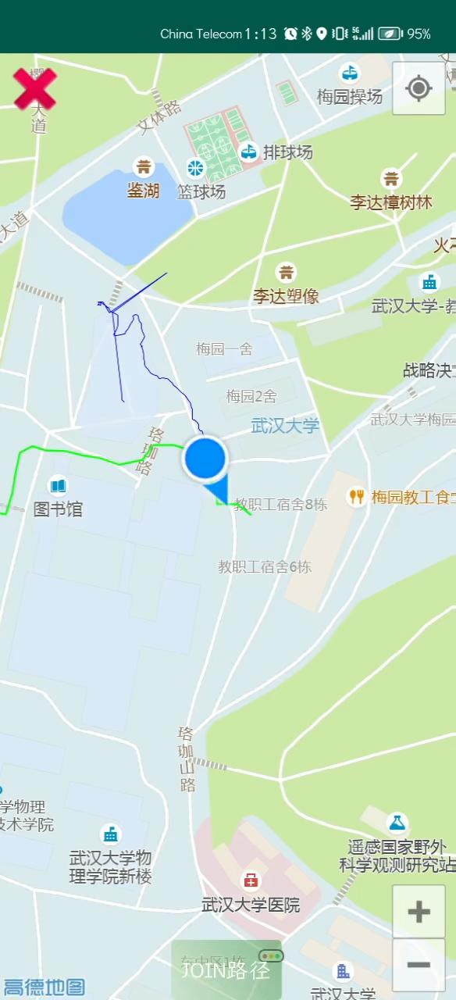 China Telecom 1:13 5G 95%
大道
文体路
梅园操场
排球场
鉴湖
篮球场
李达樟树林
大道
李达塑像
武汉大学-教
梅园一舍
战略决
梅园2舍
武汉大学
武汉大学梅园
珞珈路
图书馆
教职工宿舍8栋
梅园教工食
教职工宿舍6栋
珞珈山路
学物理
技术学院
武汉大学物
理学院新楼
遥感国家野外
科学观测研究站
武汉大学医院
JOIN路径
高德地图
武汉大学